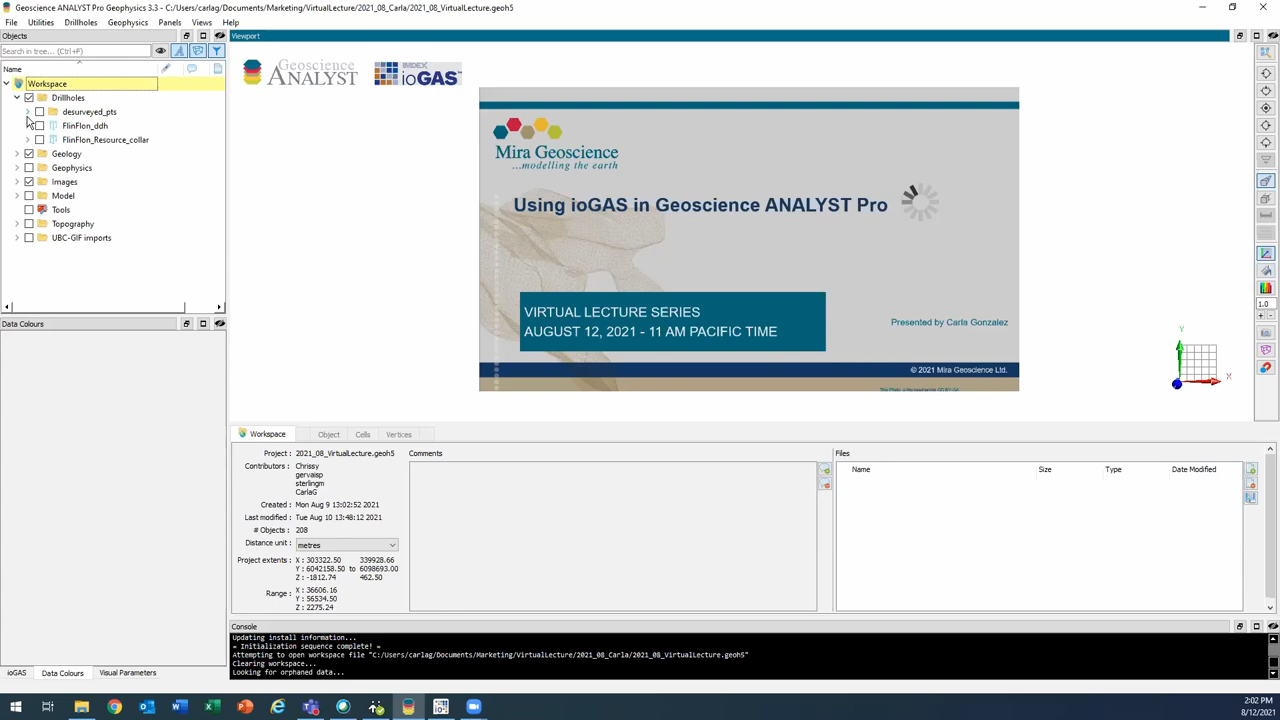 Geoscience ANALYST Pro Geophysics 3.3 - C:/Users/carlag/Documents/Marketing/VirtualLecture/2021_08_Carla/2021_08_VirtualLecture.geoh5
File Utilities Drillholes Geophysics Panels Views Help
Objects
Viewport
Search in tree... (Ctrl+F)
Name
Workspace
Drillholes
desurveyed_pts
FlinFlon_ddh
FlinFlon_Resource_collar
Geology
Geophysics
Images
Model
Tools
Topography
UBC-GIF imports
Data Colours
ioGAS Data Colours Visual Parameters
Geoscience ANALYST
IMDEX ioGAS
Mira Geoscience
...modelling the earth
Using ioGAS in Geoscience ANALYST Pro
VIRTUAL LECTURE SERIES
AUGUST 12, 2021 - 11 AM PACIFIC TIME
Presented by Carla Gonzalez
© 2021 Mira Geoscience Ltd.
Y
X
1.0
Workspace Object Cells Vertices
Project : 2021_08_VirtualLecture.geoh5
Contributors : Chrissy
gervaisp
sterlingm
CarlaG
Created : Mon Aug 9 13:02:52 2021
Last modified : Tue Aug 10 13:48:12 2021
# Objects : 208
Distance unit : metres
Project extents : X : 303322.50 339928.66
Y : 6042158.50 to 6098693.00
Z : -1812.74 462.50
Range : X : 36606.16
Y : 56534.50
Z : 2275.24
Comments
Files
Name Size Type Date Modified
Console
Updating install information...
= Initialization sequence complete! =
Attempting to open workspace file "C:/Users/carlag/Documents/Marketing/VirtualLecture/2021_08_Carla/2021_08_VirtualLecture.geoh5"
Clearing workspace...
Looking for orphaned data...
2:02 PM
8/12/2021